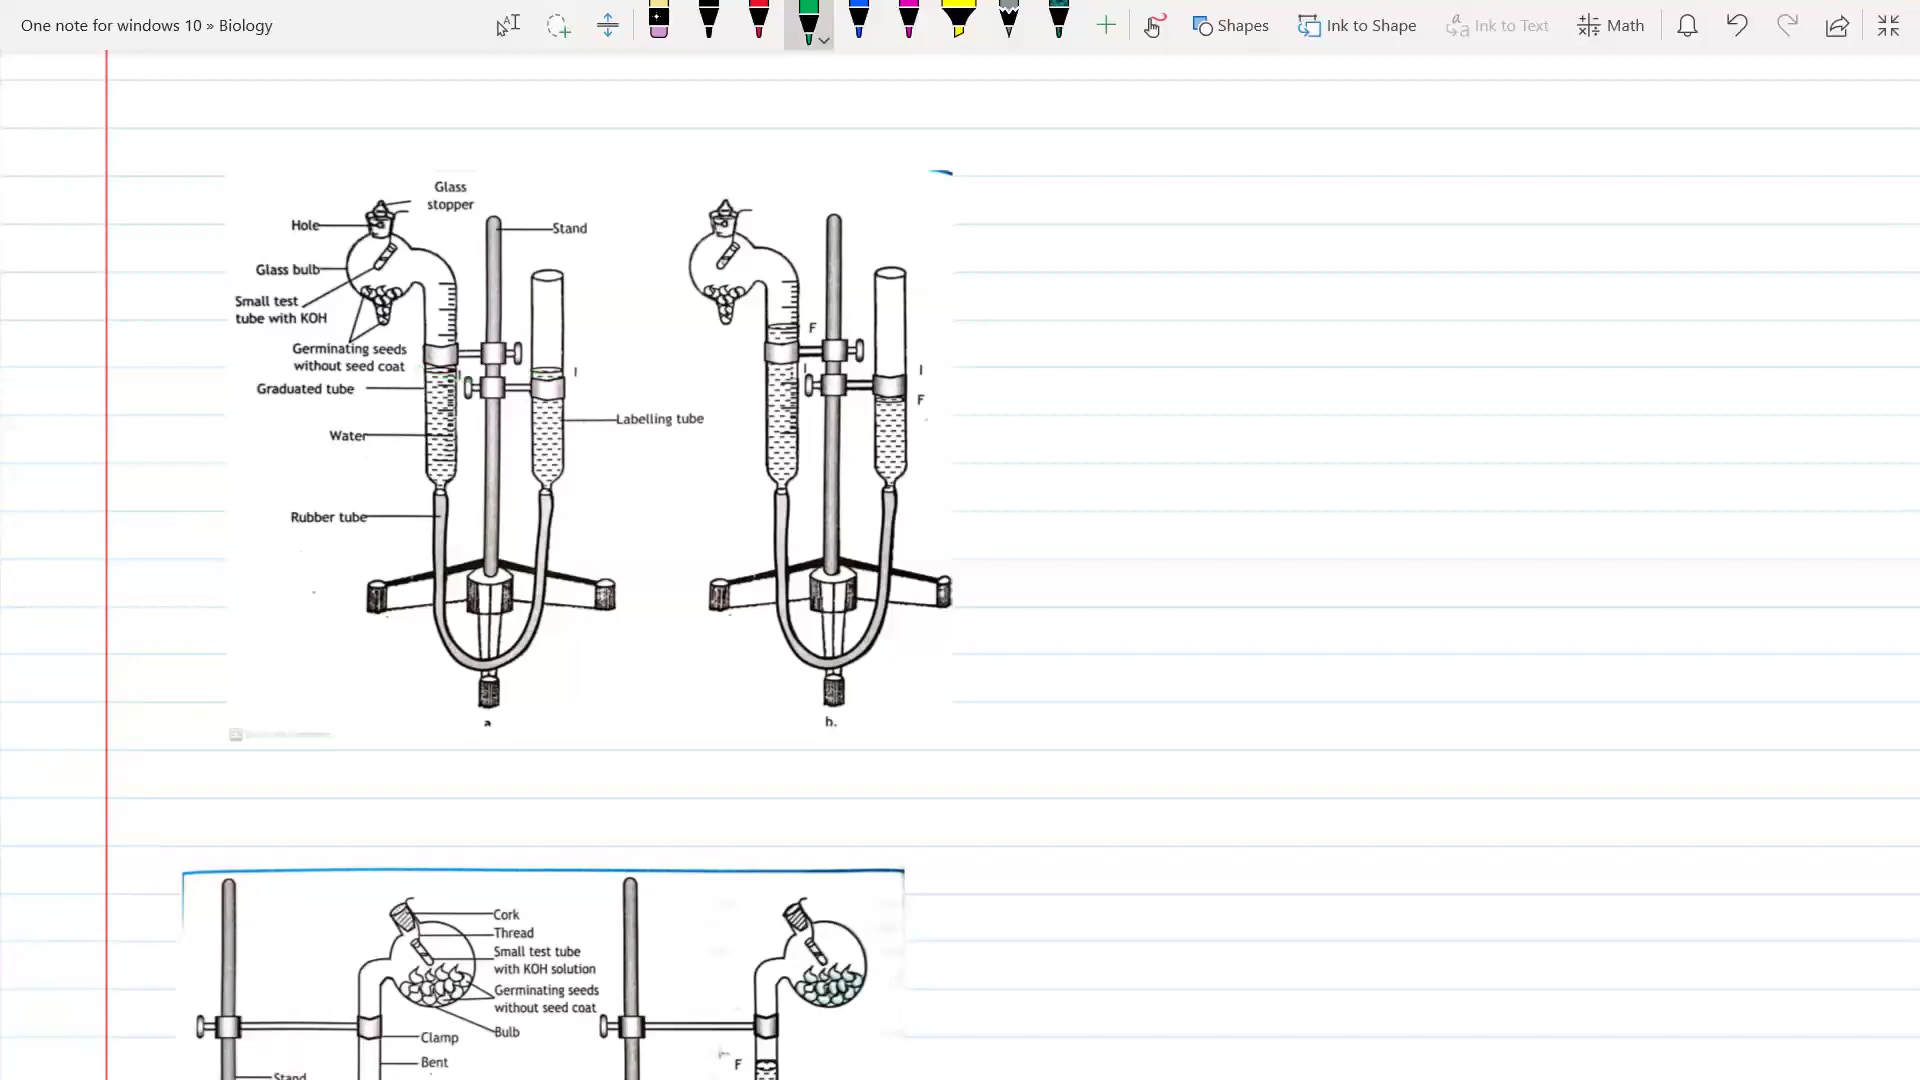 One note for windows 10 » Biology
Shapes
Ink to Shape
Ink to Text
Math
Glass
stopper
Hole
Stand
Glass bulb
Small test
tube with KOH
Germinating seeds
without seed coat
Graduated tube
I
I
Labelling tube
Water
Rubber tube
a
F
I
I
F
b.
Cork
Thread
Small test tube
with KOH solution
Germinating seeds
without seed coat
Bulb
Clamp
Bent
Stand
F